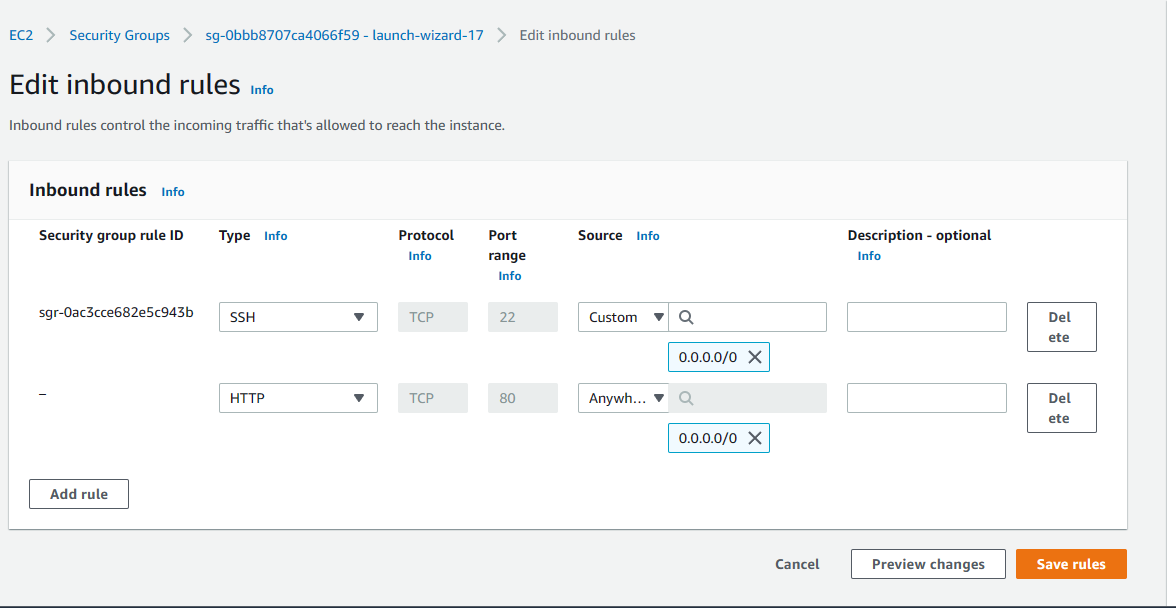 EC2 > Security Groups > sg-0bbb8707ca4066f59 - launch-wizard-17 > Edit inbound rules
Edit inbound rules Info
Inbound rules control the incoming traffic that's allowed to reach the instance.
Inbound rules Info
Security group rule ID Type Info Protocol Info Port range Info Source Info Description - optional Info
sgr-0ac3cce682e5c943b SSH TCP 22 Custom Delete
0.0.0.0/0
– HTTP TCP 80 Anywh... Delete
0.0.0.0/0
Add rule
Cancel Preview changes Save rules